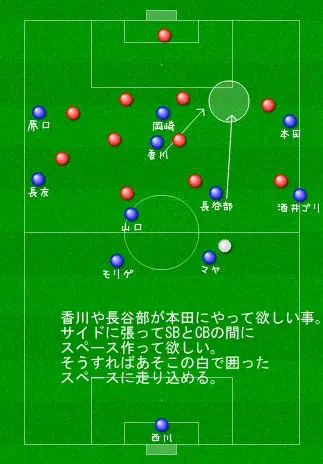 原口
岡崎
本田
香川
長友
長谷部
酒井ゴリ
山口
モリゲ
マヤ
香川や長谷部が本田にやって欲しい事。
サイドに張ってSBとCBの間に
スペース作って欲しい。
そうすればあそこの白で囲った
スペースに走り込める。
西川